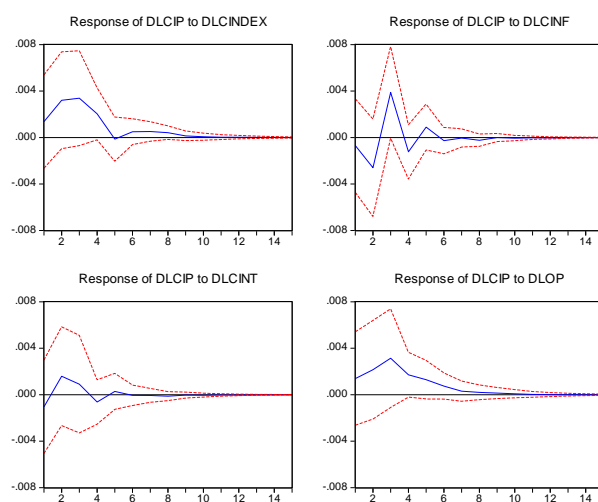 Response of DLCIP to DLCINDEX
.008
.004
.000
-.004
-.008
2 4 6 8 10 12 14
Response of DLCIP to DLCINF
.008
.004
.000
-.004
-.008
2 4 6 8 10 12 14
Response of DLCIP to DLCINT
.008
.004
.000
-.004
-.008
2 4 6 8 10 12 14
Response of DLCIP to DLOP
.008
.004
.000
-.004
-.008
2 4 6 8 10 12 14